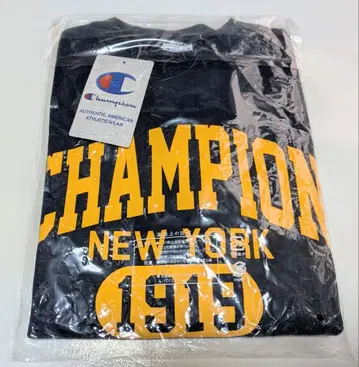 Champion
AUTHENTIC AMERICAN
ATHLETICWEAR
CHAMPION
NEW YORK
1915